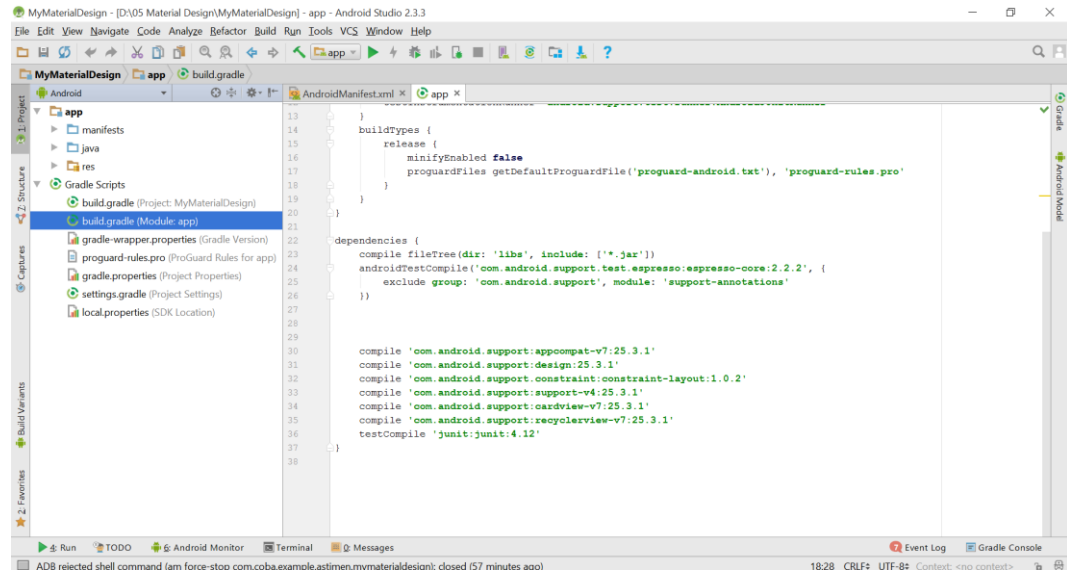 MyMaterialDesign - [D:\05 Material Design\MyMaterialDesign] - app - Android Studio 2.3.3
File Edit View Navigate Code Analyze Refactor Build Run Tools VCS Window Help
app
MyMaterialDesign app build.gradle
Android
AndroidManifest.xml app
1: Project
Z: Structure
Captures
Build Variants
2: Favorites
app
manifests
java
res
Gradle Scripts
build.gradle (Project: MyMaterialDesign)
build.gradle (Module: app)
gradle-wrapper.properties (Gradle Version)
proguard-rules.pro (ProGuard Rules for app)
gradle.properties (Project Properties)
settings.gradle (Project Settings)
local.properties (SDK Location)
13 }
14 buildTypes {
15 release {
16 minifyEnabled false
17 proguardFiles getDefaultProguardFile('proguard-android.txt'), 'proguard-rules.pro'
18 }
19 }
20 }
21
22 dependencies {
23 compile fileTree(dir: 'libs', include: ['*.jar'])
24 androidTestCompile('com.android.support.test.espresso:espresso-core:2.2.2', {
25 exclude group: 'com.android.support', module: 'support-annotations'
26 })
27
28
29
30 compile 'com.android.support:appcompat-v7:25.3.1'
31 compile 'com.android.support:design:25.3.1'
32 compile 'com.android.support.constraint:constraint-layout:1.0.2'
33 compile 'com.android.support:support-v4:25.3.1'
34 compile 'com.android.support:cardview-v7:25.3.1'
35 compile 'com.android.support:recyclerview-v7:25.3.1'
36 testCompile 'junit:junit:4.12'
37 }
38
Gradle
Android Model
4: Run TODO 6: Android Monitor Terminal 0: Messages Event Log Gradle Console
ADB rejected shell command (am force-stop com.coba.example.astimen.mymaterialdesign): closed (57 minutes ago) 18:28 CRLF UTF-8 Context: <no context>